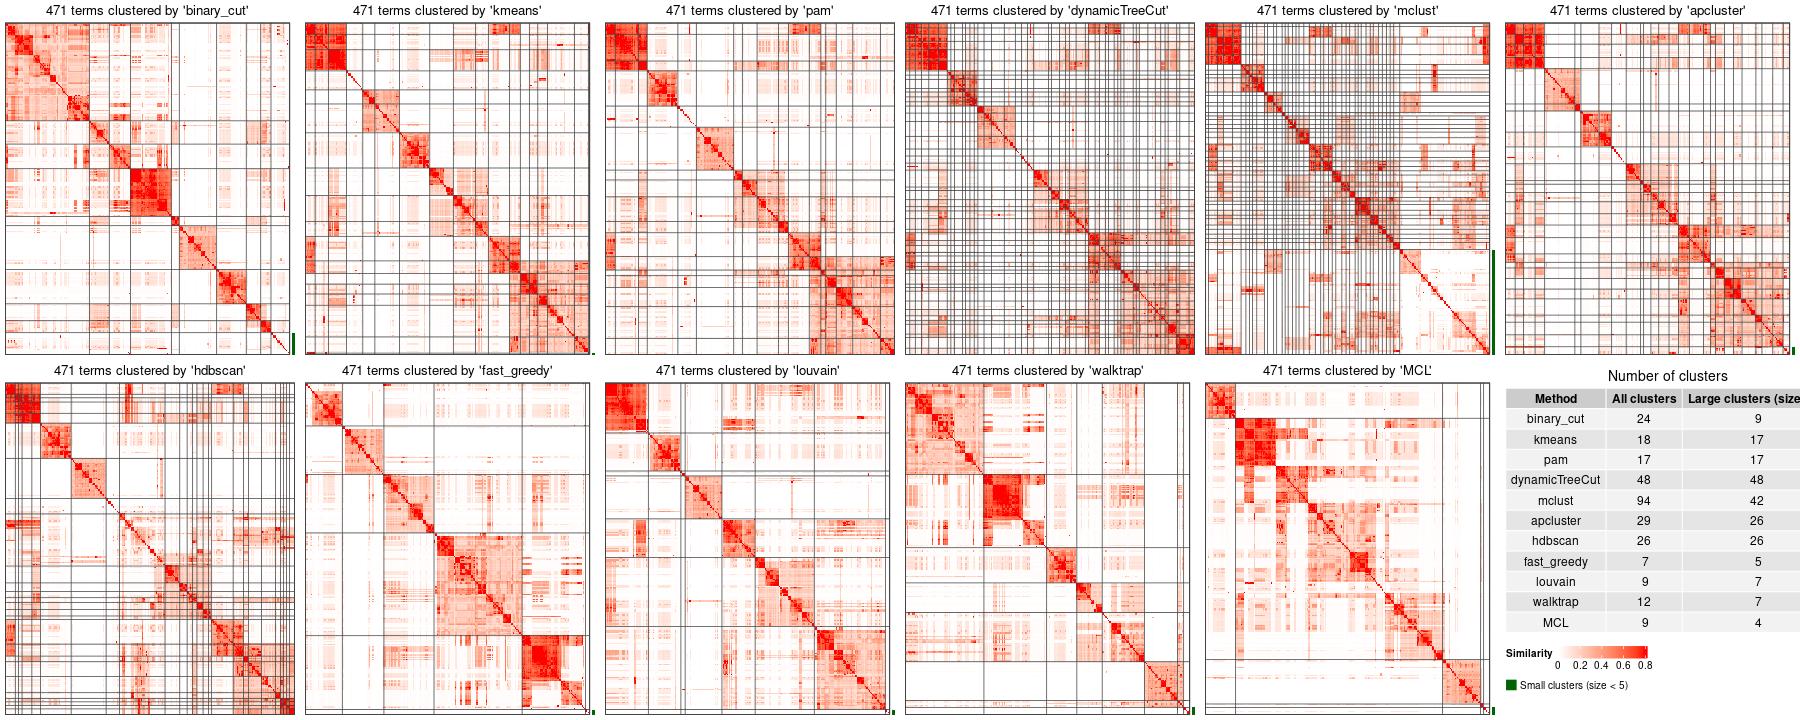 471 terms clustered by 'binary_cut'
471 terms clustered by 'kmeans'
471 terms clustered by 'pam'
471 terms clustered by 'dynamicTreeCut'
471 terms clustered by 'mclust'
471 terms clustered by 'apcluster'
471 terms clustered by 'hdbscan'
471 terms clustered by 'fast_greedy'
471 terms clustered by 'louvain'
471 terms clustered by 'walktrap'
471 terms clustered by 'MCL'
Number of clusters
Method All clusters Large clusters (size
binary_cut 24 9
kmeans 18 17
pam 17 17
dynamicTreeCut 48 48
mclust 94 42
apcluster 29 26
hdbscan 26 26
fast_greedy 7 5
louvain 9 7
walktrap 12 7
MCL 9 4
Similarity
0 0.2 0.4 0.6 0.8
Small clusters (size < 5)